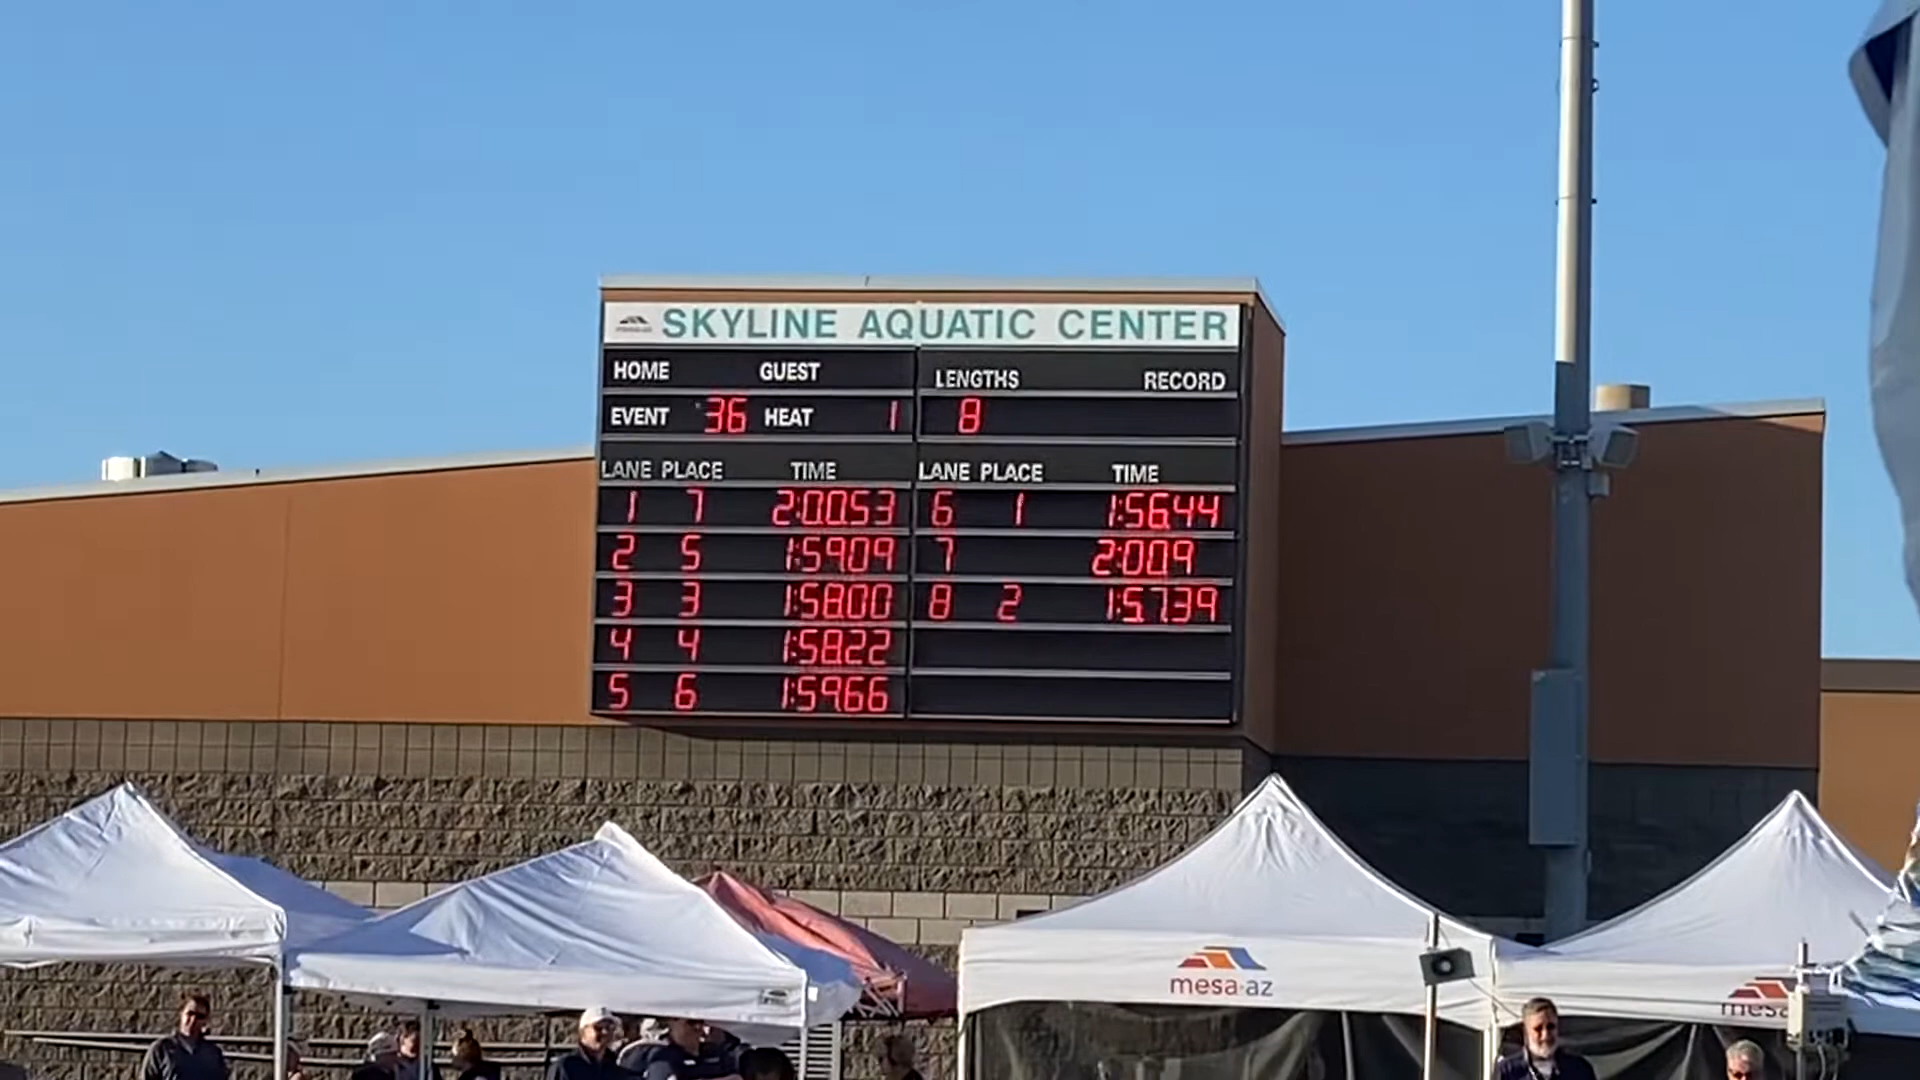 SKYLINE AQUATIC CENTER
HOME GUEST LENGTHS RECORD
EVENT 36 HEAT 1 8
LANE PLACE TIME LANE PLACE TIME
1 7 2:00.53 6 1 1:56.44
2 5 1:59.09 7 2:00.9
3 3 1:58.00 8 2 1:57.39
4 4 1:58.22
5 6 1:59.66
mesa·az
mesa